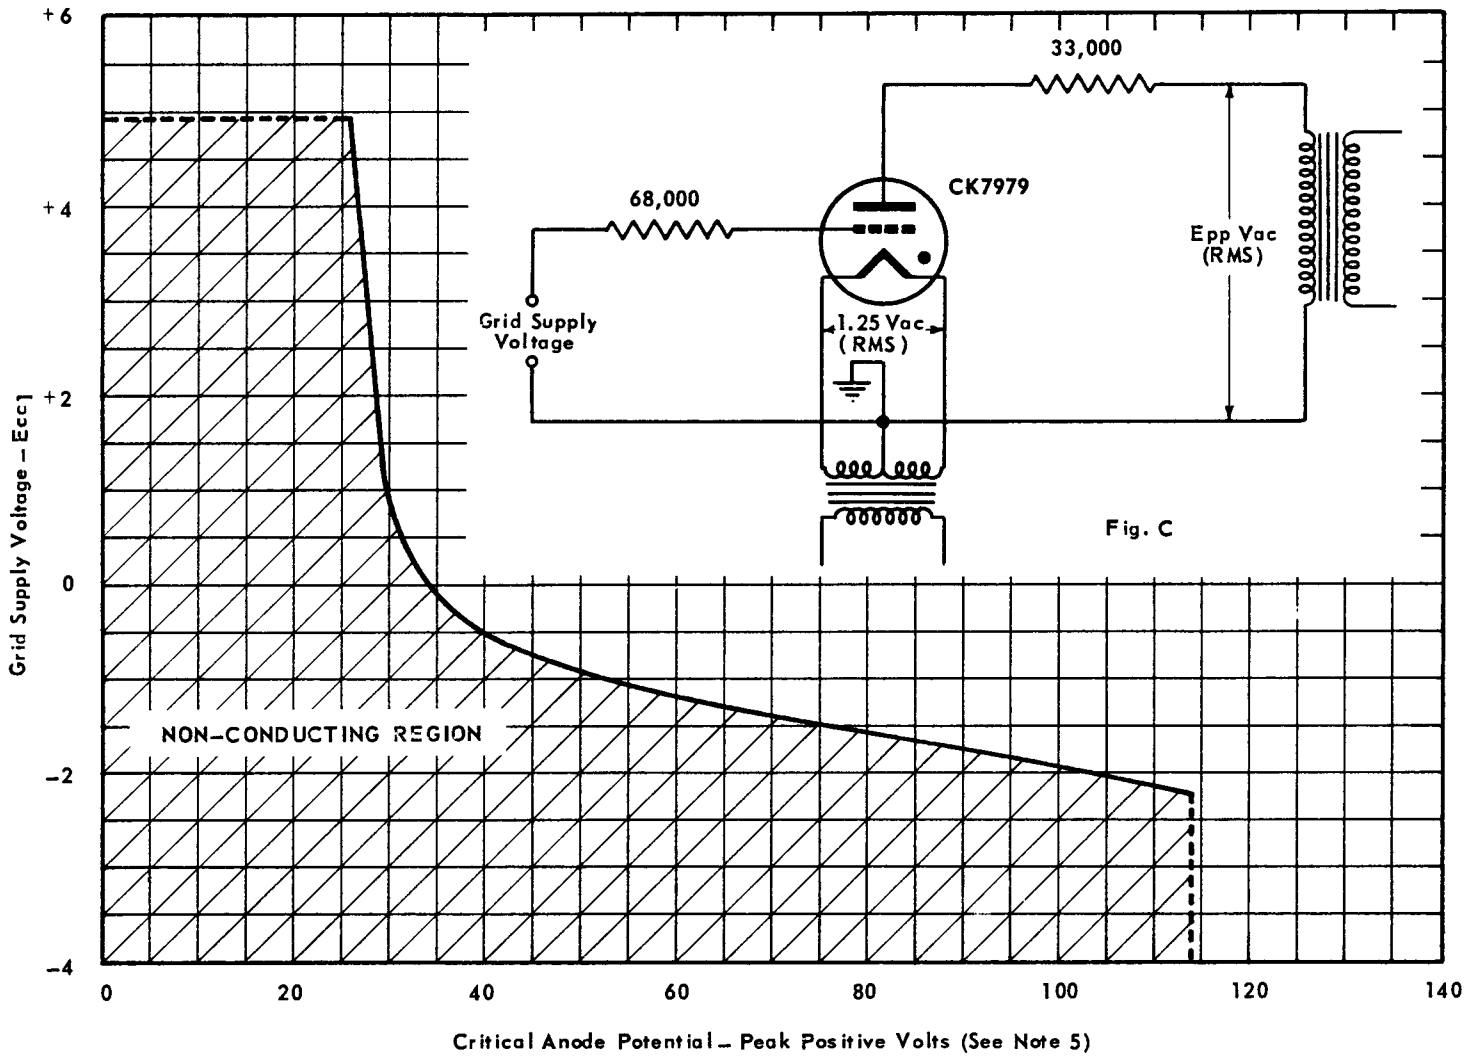 +6
33,000
CK7979
68,000
+4
Epp Vac
(RMS)
Grid Supply
Voltage
1.25 Vac
(RMS)
+2
Fig. C
Grid Supply Voltage – Ecc1
0
NON–CONDUCTING REGION
–2
–4
0 20 40 60 80 100 120 140
Critical Anode Potential – Peak Positive Volts (See Note 5)